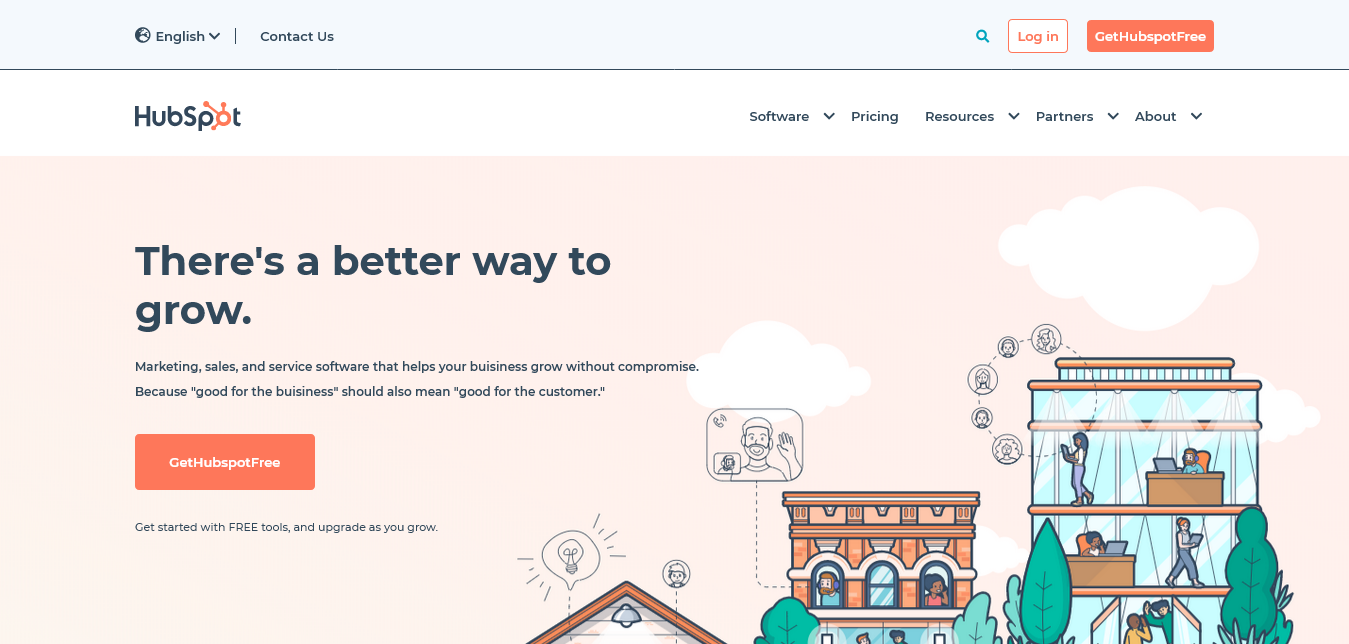 English
Contact Us
Log in
GetHubspotFree
HubSpot
Software
Pricing
Resources
Partners
About
There's a better way to
grow.
Marketing, sales, and service software that helps your buisiness grow without compromise.
Because "good for the buisiness" should also mean "good for the customer."
GetHubspotFree
Get started with FREE tools, and upgrade as you grow.